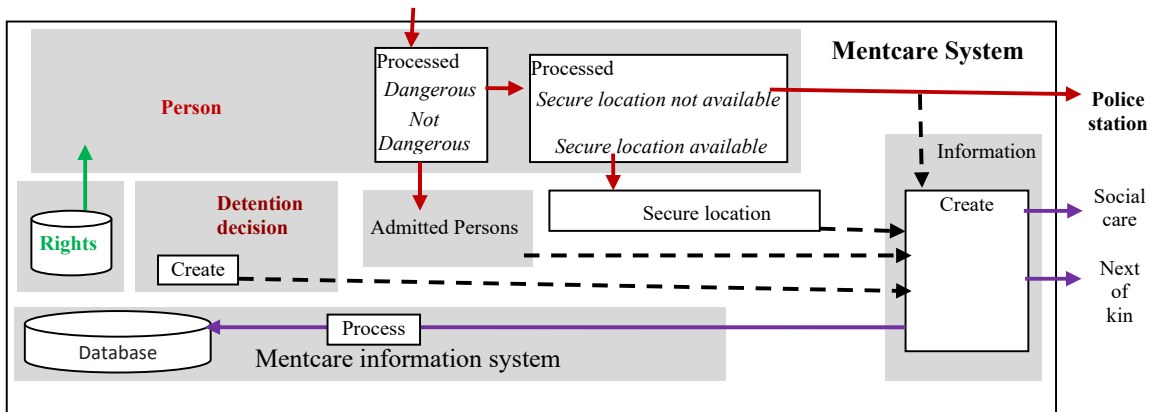 Mentcare System
Processed
Dangerous
Not
Dangerous
Processed
Secure location not available
Secure location available
Person
Police
station
Information
Rights
Detention
decision
Create
Admitted Persons
Secure location
Create
Social
care
Next
of
kin
Process
Database
Mentcare information system